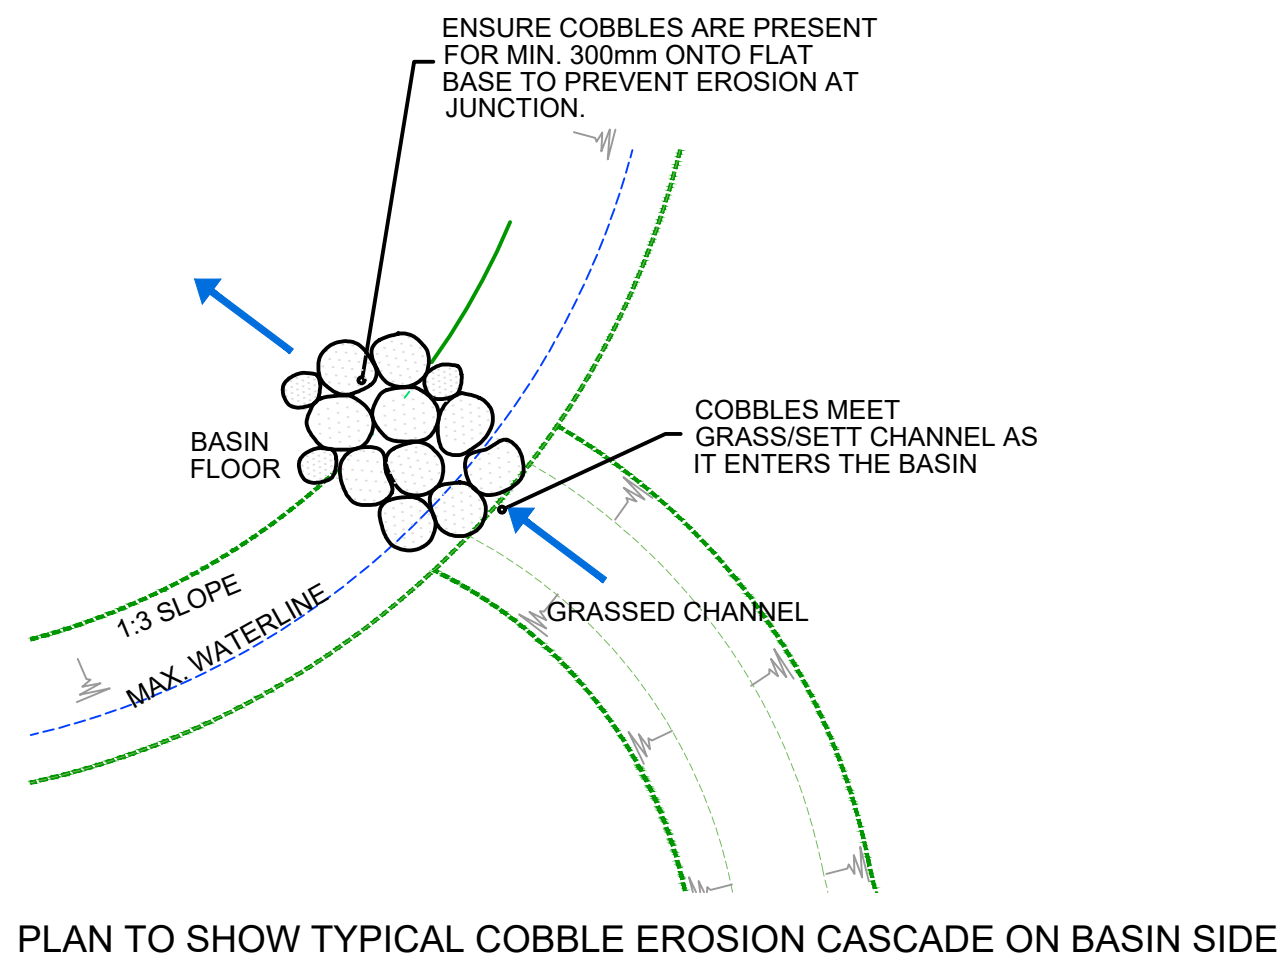 ENSURE COBBLES ARE PRESENT
FOR MIN. 300mm ONTO FLAT
BASE TO PREVENT EROSION AT
JUNCTION.
COBBLES MEET
GRASS/SETT CHANNEL AS
IT ENTERS THE BASIN
BASIN
FLOOR
1:3 SLOPE
MAX. WATERLINE
GRASSED CHANNEL
PLAN TO SHOW TYPICAL COBBLE EROSION CASCADE ON BASIN SIDE